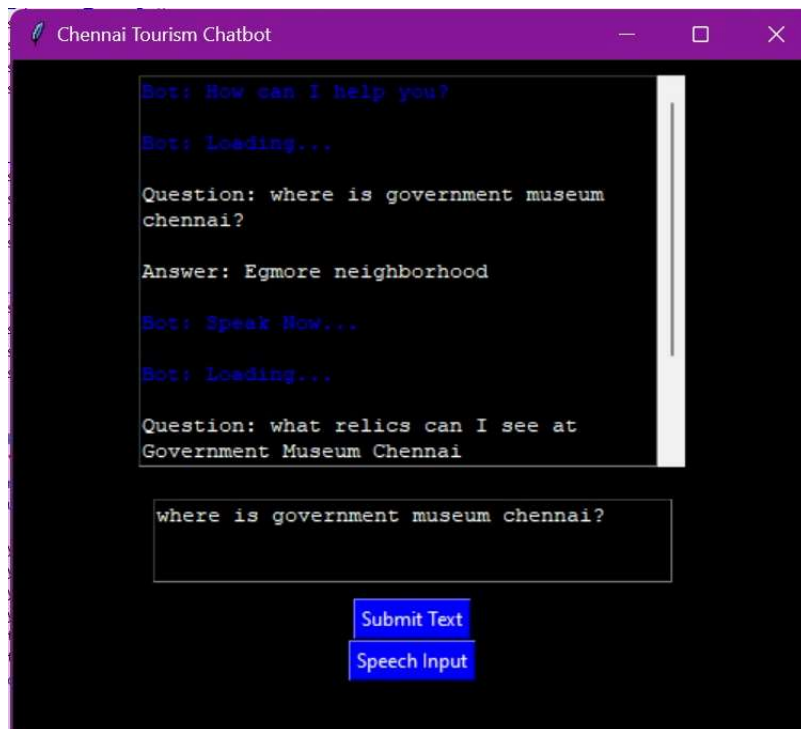 Chennai Tourism Chatbot
Bot: How can I help you?
Bot: Loading...
Question: where is government museum
chennai?
Answer: Egmore neighborhood
Bot: Speak Now...
Bot: Loading...
Question: what relics can I see at
Government Museum Chennai
where is government museum chennai?
Submit Text
Speech Input